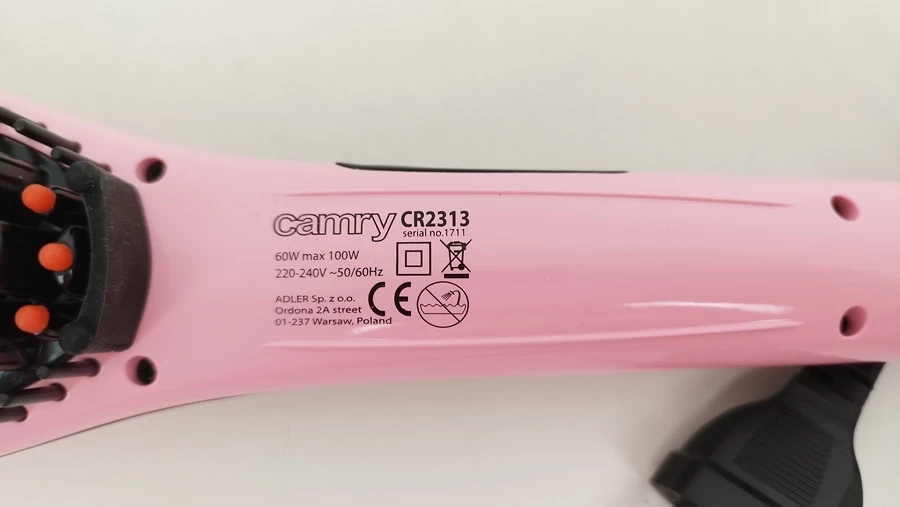 camry CR2313
serial no.1711
60W max 100W
220-240V ~50/60Hz
ADLER Sp. z o.o.
Ordona 2A street
01-237 Warsaw, Poland
CE